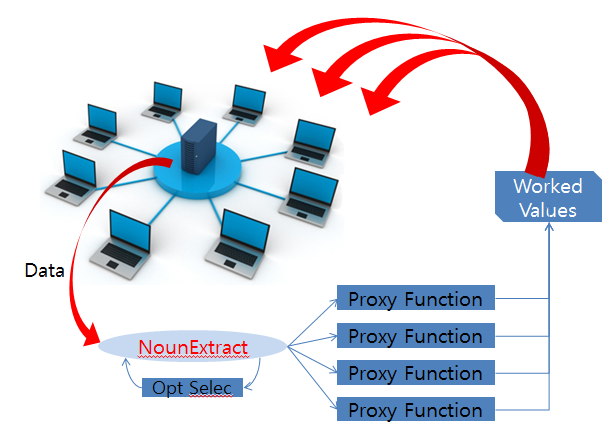 Worked
Values
Data
Proxy Function
Proxy Function
NounExtract
Proxy Function
Opt Selec
Proxy Function